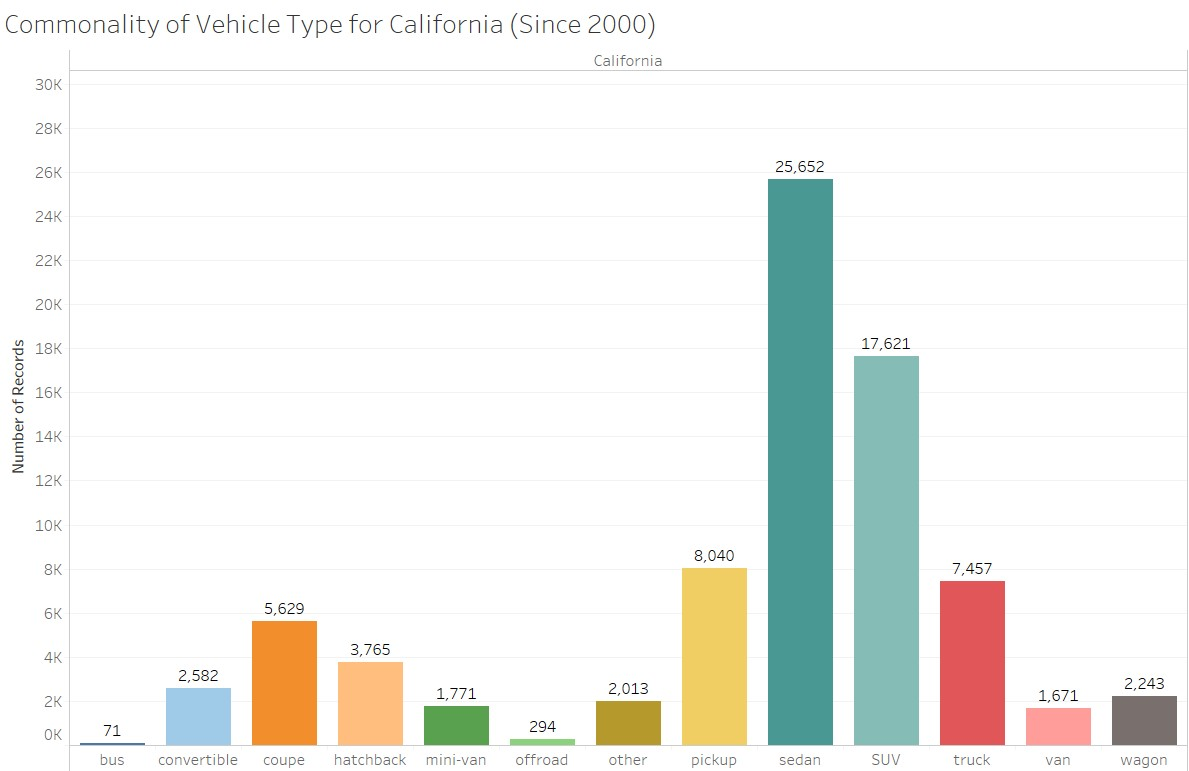 Commonality of Vehicle Type for California (Since 2000)
California
30K
28K
26K
24K
22K
20K
18K
16K
14K
12K
10K
8K
6K
4K
2K
0K
Number of Records
71
2,582
5,629
3,765
1,771
294
2,013
8,040
25,652
17,621
7,457
1,671
2,243
bus convertible coupe hatchback mini-van offroad other pickup sedan SUV truck van wagon